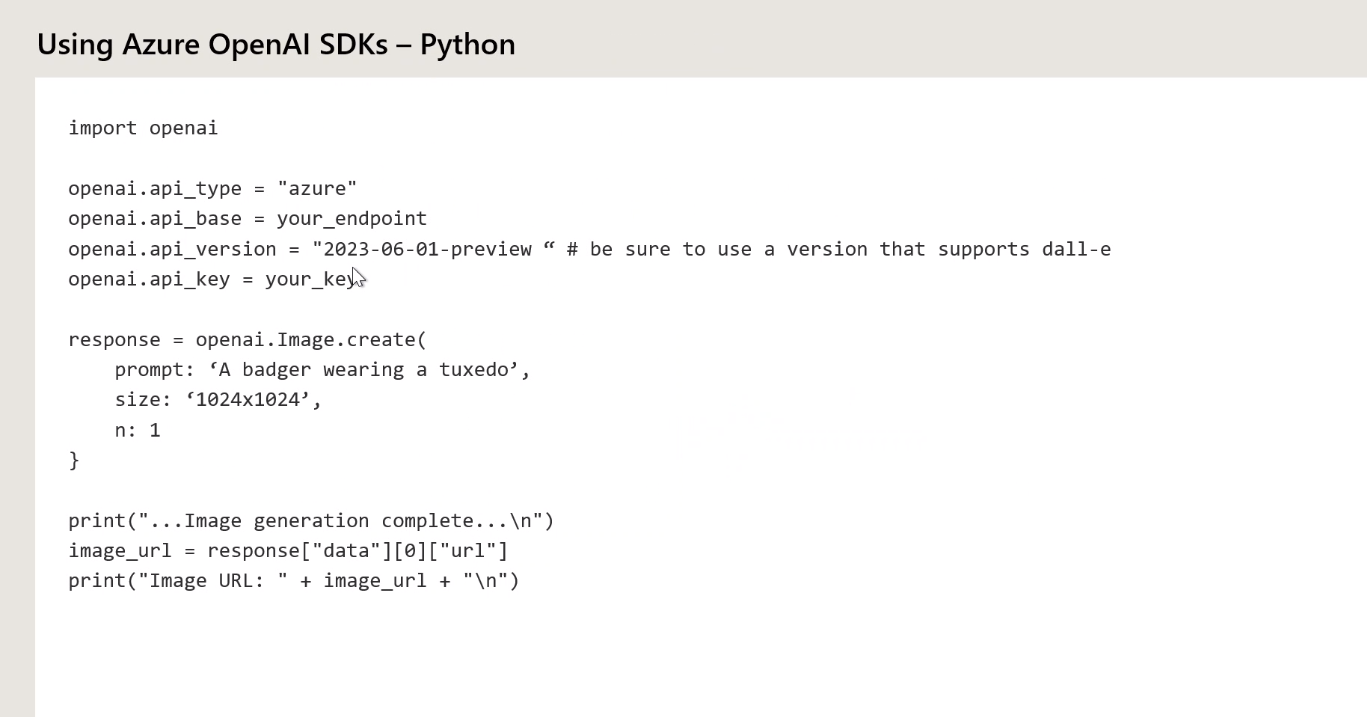 Using Azure OpenAI SDKs – Python
import openai
openai.api_type = "azure"
openai.api_base = your_endpoint
openai.api_version = "2023-06-01-preview “ # be sure to use a version that supports dall-e
openai.api_key = your_key
response = openai.Image.create(
    prompt: ‘A badger wearing a tuxedo’,
    size: ‘1024x1024’,
    n: 1
}
print("...Image generation complete...\n")
image_url = response["data"][0]["url"]
print("Image URL: " + image_url + "\n")